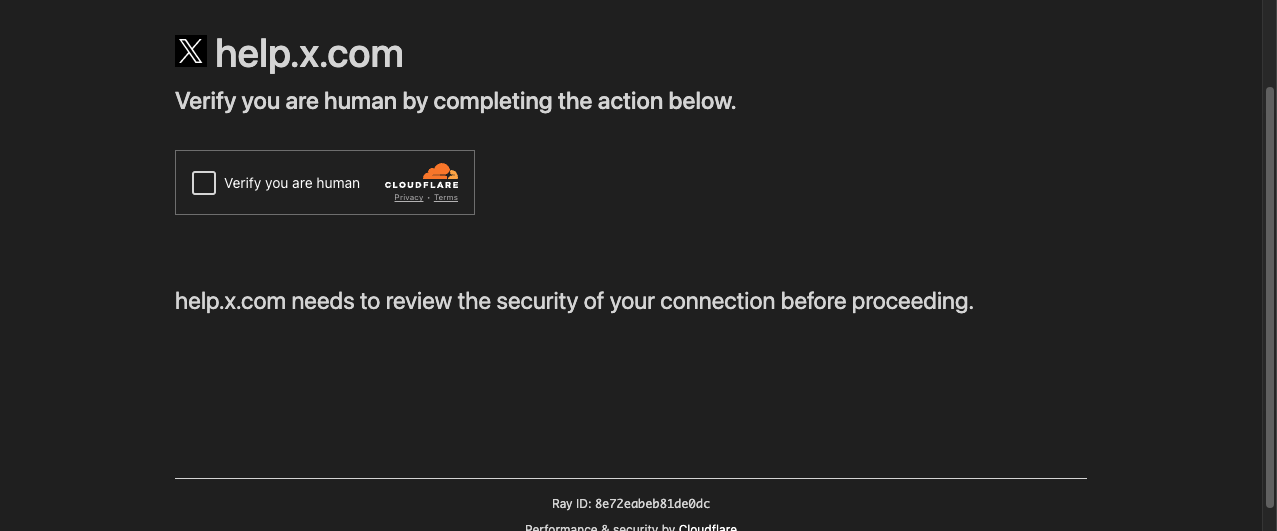 help.x.com
Verify you are human by completing the action below.
Verify you are human
CLOUDFLARE
Privacy · Terms
help.x.com needs to review the security of your connection before proceeding.
Ray ID: 8e72eabeb81de0dc
Performance & security by Cloudflare